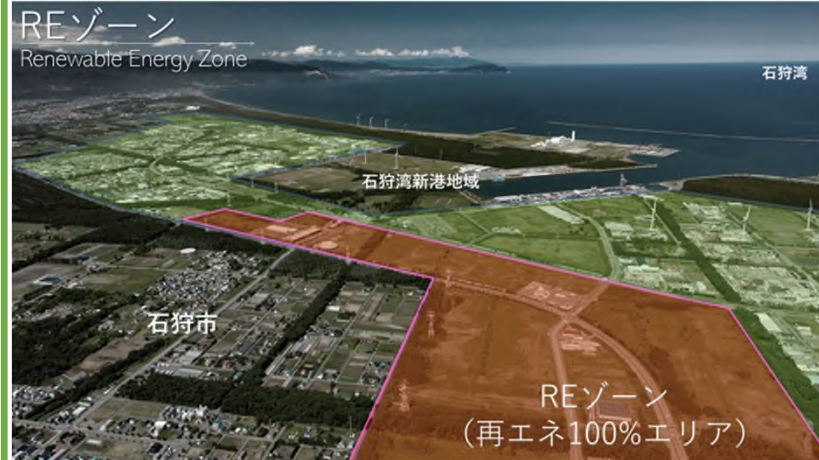 REゾーン
Renewable Energy Zone
石狩湾
石狩湾新港地域
石狩市
REゾーン
（再エネ100%エリア）